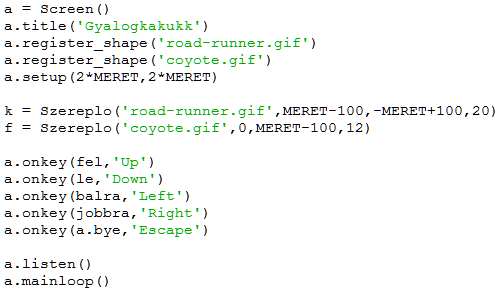 a = Screen()
a.title('Gyalogkakukk')
a.register_shape('road-runner.gif')
a.register_shape('coyote.gif')
a.setup(2*MERET,2*MERET)
k = Szereplo('road-runner.gif',MERET-100,-MERET+100,20)
f = Szereplo('coyote.gif',0,MERET-100,12)
a.onkey(fel,'Up')
a.onkey(le,'Down')
a.onkey(balra,'Left')
a.onkey(jobbra,'Right')
a.onkey(a.bye,'Escape')
a.listen()
a.mainloop()